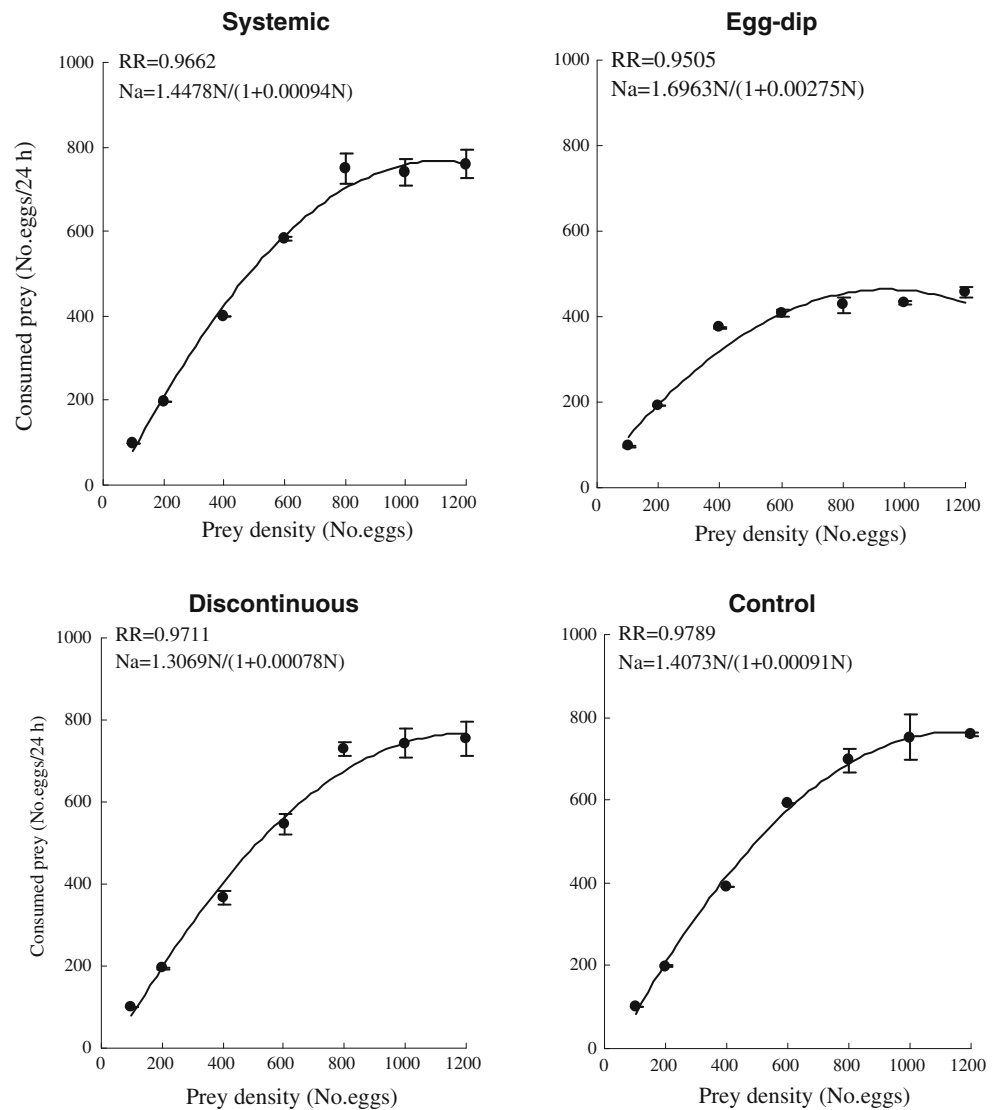 Systemic
RR=0.9662
Na=1.4478N/(1+0.00094N)
Consumed prey (No.eggs/24 h)
1000
800
600
400
200
0
0 200 400 600 800 1000 1200
Prey density (No.eggs)
Egg-dip
RR=0.9505
Na=1.6963N/(1+0.00275N)
1000
800
600
400
200
0
0 200 400 600 800 1000 1200
Prey density (No.eggs)
Discontinuous
RR=0.9711
Na=1.3069N/(1+0.00078N)
Consumed prey (No.eggs/24 h)
1000
800
600
400
200
0
0 200 400 600 800 1000 1200
Prey density (No.eggs)
Control
RR=0.9789
Na=1.4073N/(1+0.00091N)
1000
800
600
400
200
0
0 200 400 600 800 1000 1200
Prey density (No.eggs)